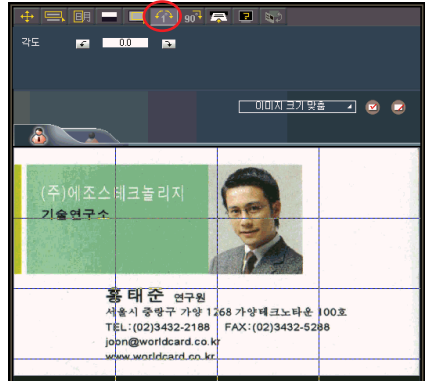 90°
각도 0.0
이미지 크기 맞춤
(주)에조스테크놀리지
기술연구소
홍태준 연구원
서울시 중랑구 가양 1268 가양테크노타운 100호
TEL:(02)3432-2188 FAX:(02)3432-5288
joon@worldcard.co.kr
www.worldcard.co.kr